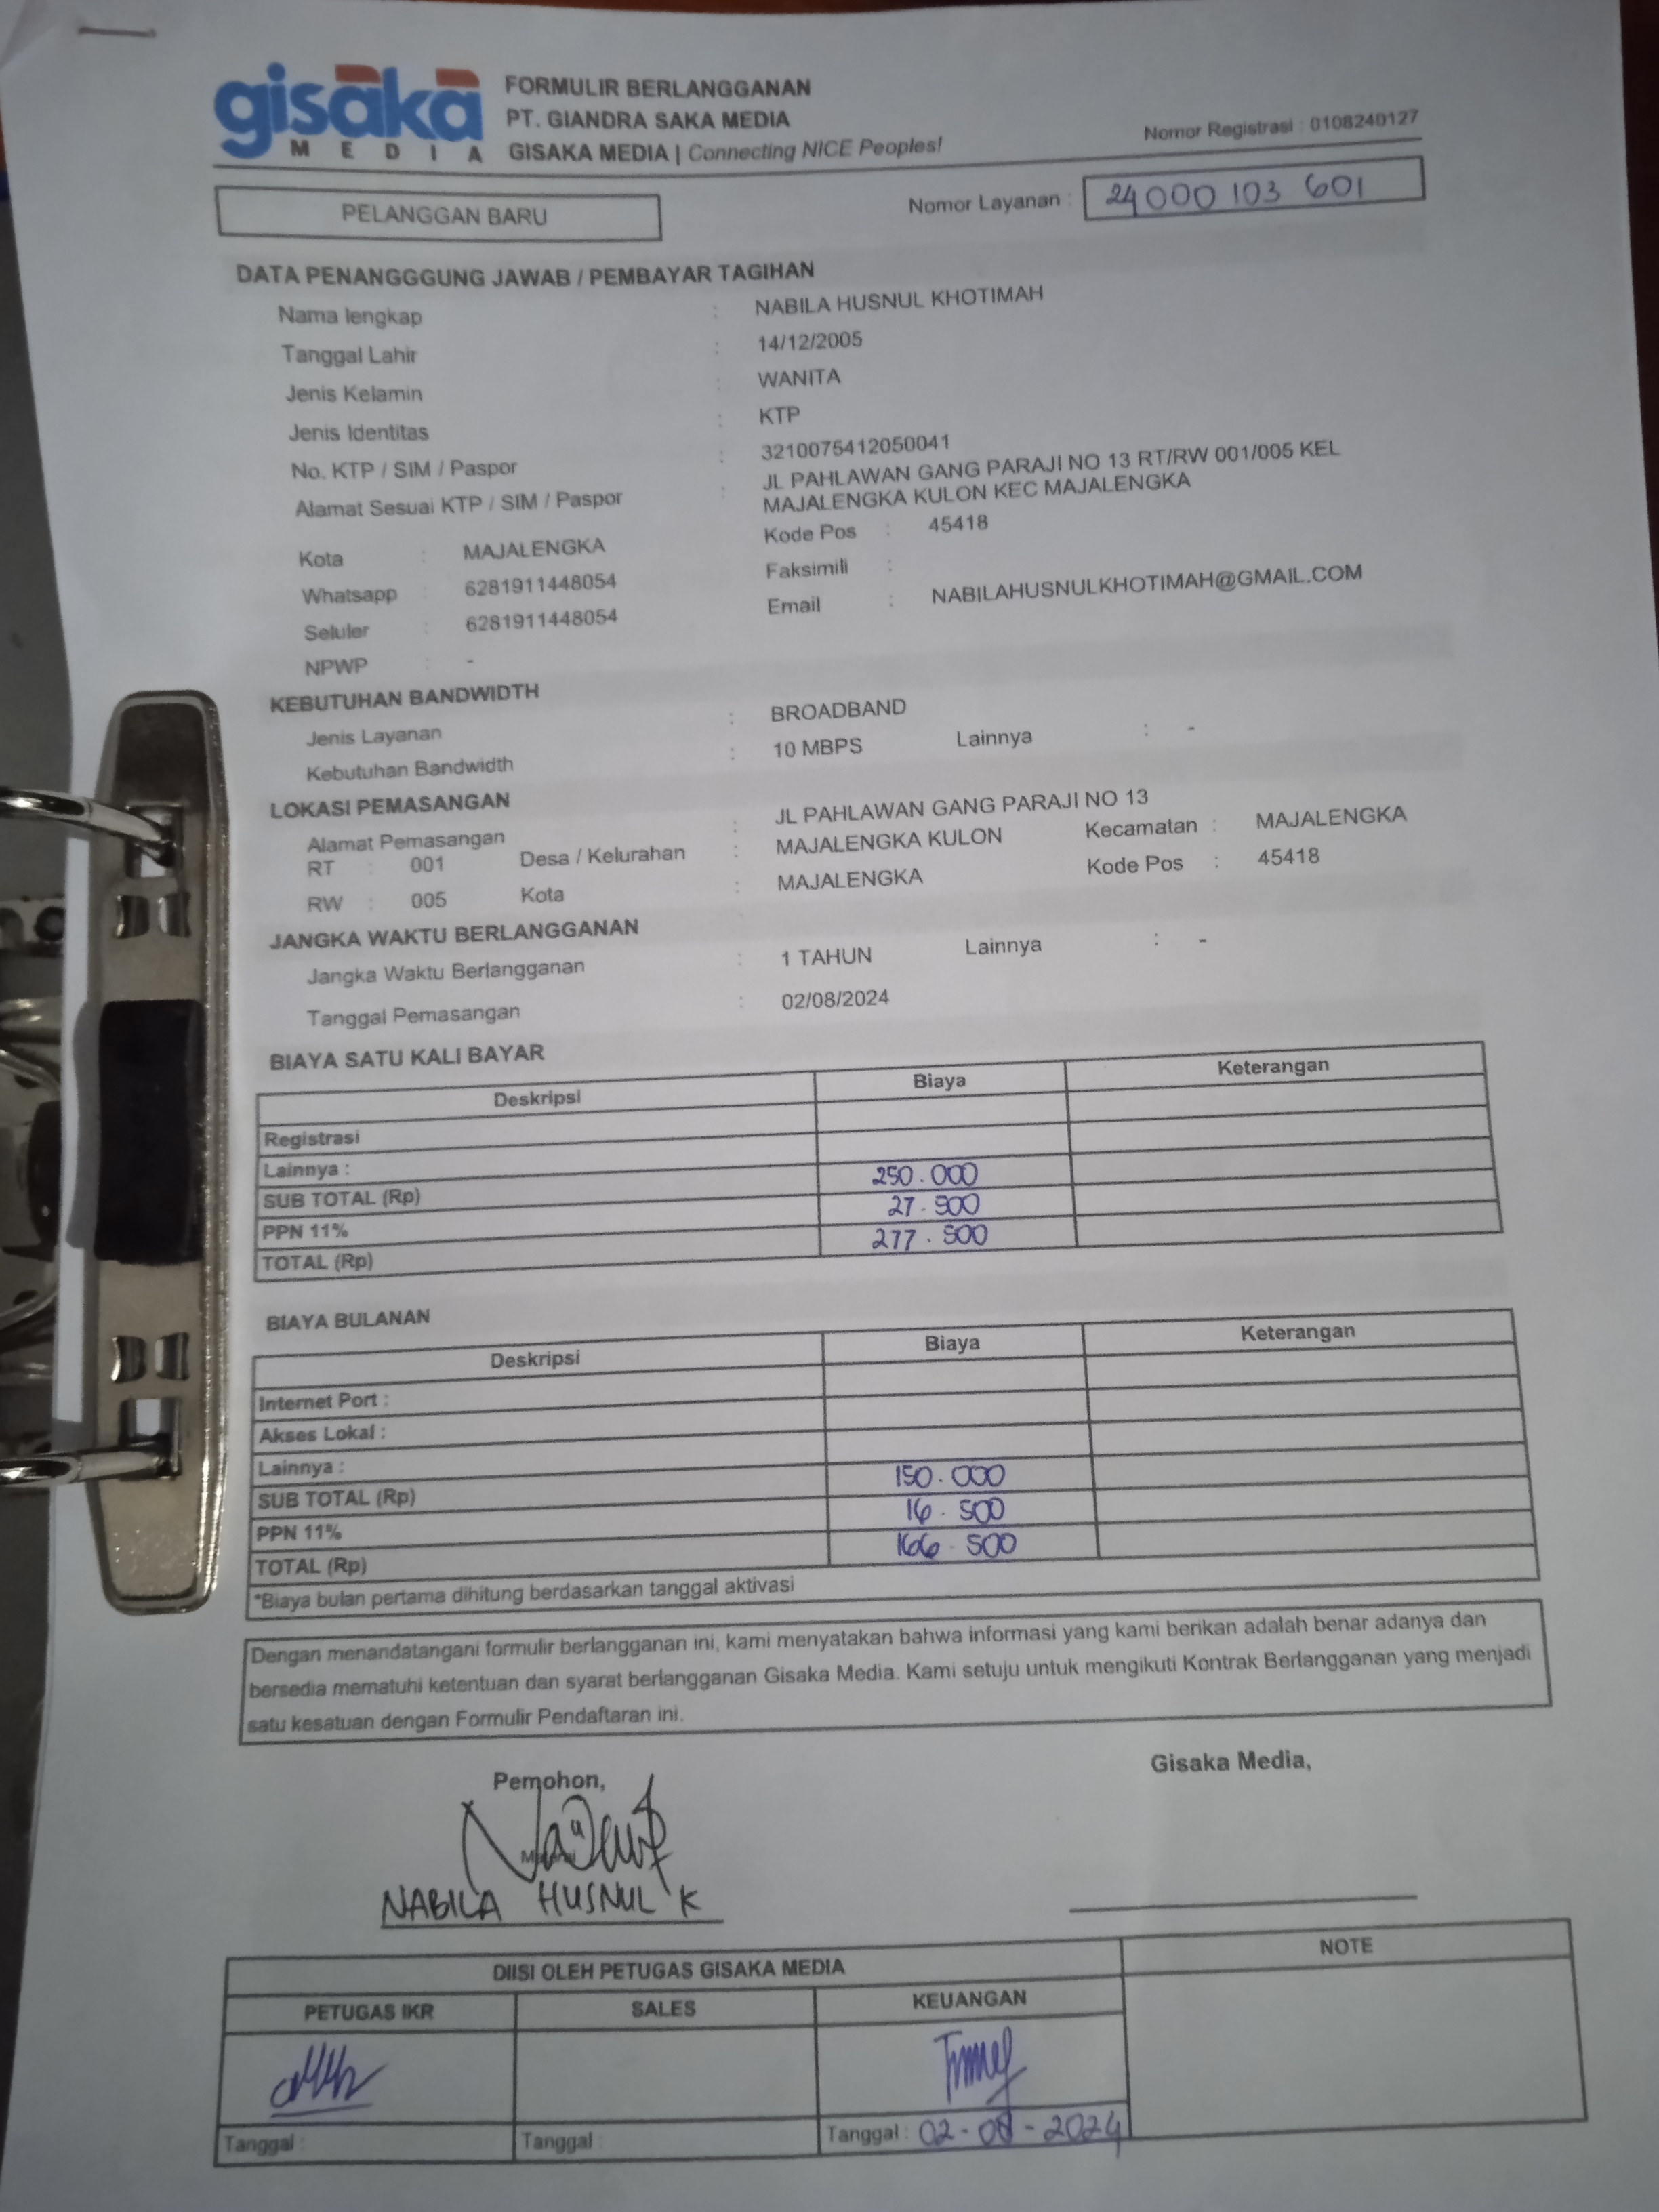 gisaka
MEDIA
FORMULIR BERLANGGANAN
PT. GIANDRA SAKA MEDIA
GISAKA MEDIA | Connecting NICE Peoples!
Nomor Registrasi : 0108240127
PELANGGAN BARU
Nomor Layanan : 24000 103 601
DATA PENANGGGUNG JAWAB / PEMBAYAR TAGIHAN
Nama lengkap : NABILA HUSNUL KHOTIMAH
Tanggal Lahir : 14/12/2005
Jenis Kelamin : WANITA
Jenis Identitas : KTP
No. KTP / SIM / Paspor : 3210075412050041
Alamat Sesuai KTP / SIM / Paspor : JL PAHLAWAN GANG PARAJI NO 13 RT/RW 001/005 KEL
MAJALENGKA KULON KEC MAJALENGKA
Kota : MAJALENGKA Kode Pos : 45418
Whatsapp : 6281911448054 Faksimili :
Seluler : 6281911448054 Email : NABILAHUSNULKHOTIMAH@GMAIL.COM
NPWP : -
KEBUTUHAN BANDWIDTH
Jenis Layanan : BROADBAND
Kebutuhan Bandwidth : 10 MBPS Lainnya : -
LOKASI PEMASANGAN
Alamat Pemasangan : JL PAHLAWAN GANG PARAJI NO 13
RT : 001 Desa / Kelurahan : MAJALENGKA KULON Kecamatan : MAJALENGKA
RW : 005 Kota : MAJALENGKA Kode Pos : 45418
JANGKA WAKTU BERLANGGANAN
Jangka Waktu Berlangganan : 1 TAHUN Lainnya : -
Tanggal Pemasangan : 02/08/2024
BIAYA SATU KALI BAYAR
Deskripsi Biaya Keterangan
Registrasi
Lainnya :
SUB TOTAL (Rp) 250.000
PPN 11% 27.500
TOTAL (Rp) 277.500
BIAYA BULANAN
Deskripsi Biaya Keterangan
Internet Port :
Akses Lokal :
Lainnya :
SUB TOTAL (Rp) 150.000
PPN 11% 16.500
TOTAL (Rp) 166.500
*Biaya bulan pertama dihitung berdasarkan tanggal aktivasi
Dengan menandatangani formulir berlangganan ini, kami menyatakan bahwa informasi yang kami berikan adalah benar adanya dan
bersedia mematuhi ketentuan dan syarat berlangganan Gisaka Media. Kami setuju untuk mengikuti Kontrak Berlangganan yang menjadi
satu kesatuan dengan Formulir Pendaftaran ini.
Pemohon, Gisaka Media,
NABILA HUSNUL K
DIISI OLEH PETUGAS GISAKA MEDIA NOTE
PETUGAS IKR SALES KEUANGAN
Tanggal : Tanggal : Tanggal : 02-08-2024